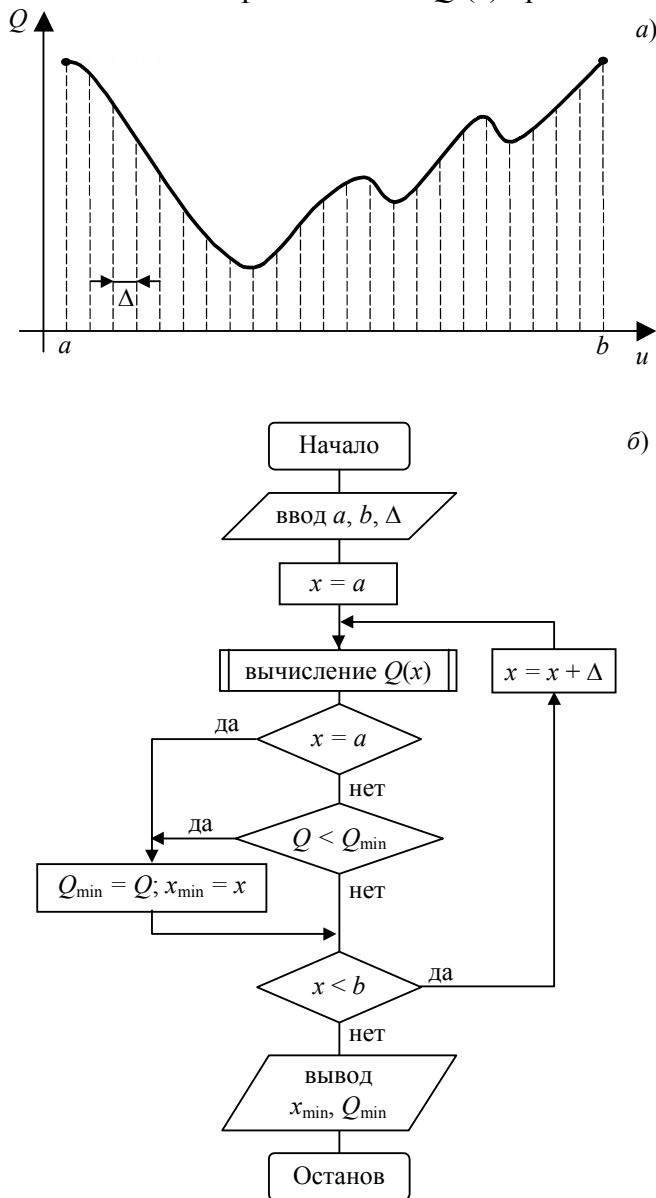 Q
а)
Δ
a
b
u
б)
Начало
ввод a, b, Δ
x = a
вычисление Q(x)
x = x + Δ
да
x = a
нет
да
Q < Qmin
Qmin = Q; xmin = x
нет
x < b
да
нет
вывод
xmin, Qmin
Останов